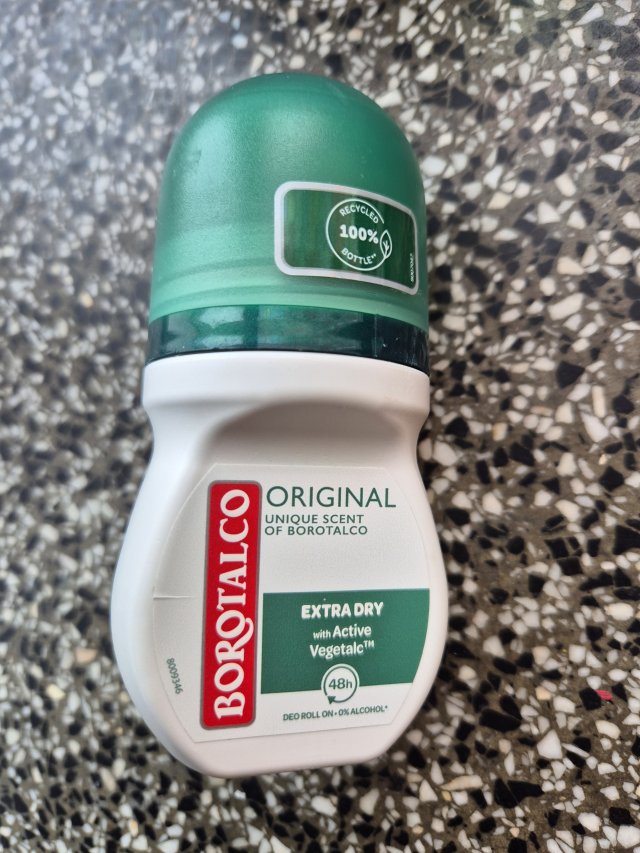 RECYCLED
100%
BOTTLE**
BOROTALCO
ORIGINAL
UNIQUE SCENT
OF BOROTALCO
EXTRA DRY
with Active
Vegetalc™
48h
DEO ROLL ON • 0% ALCOHOL*
8009346